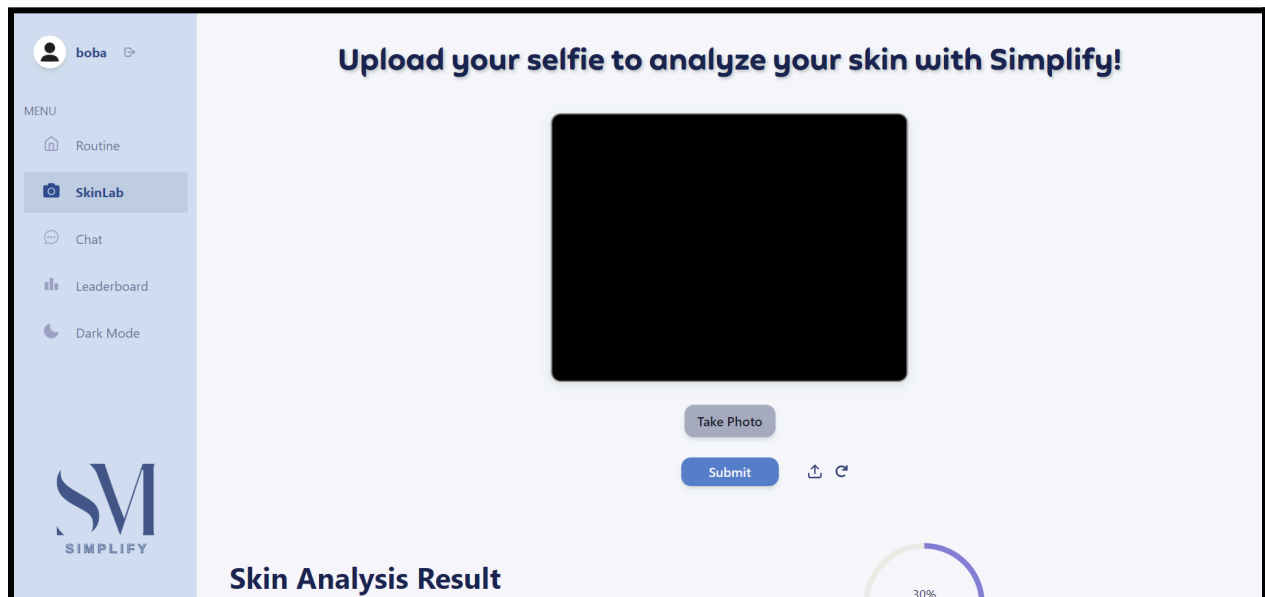 boba
Upload your selfie to analyze your skin with Simplify!
MENU
Routine
SkinLab
Chat
Leaderboard
Dark Mode
Take Photo
Submit
SM
SIMPLIFY
Skin Analysis Result
30%